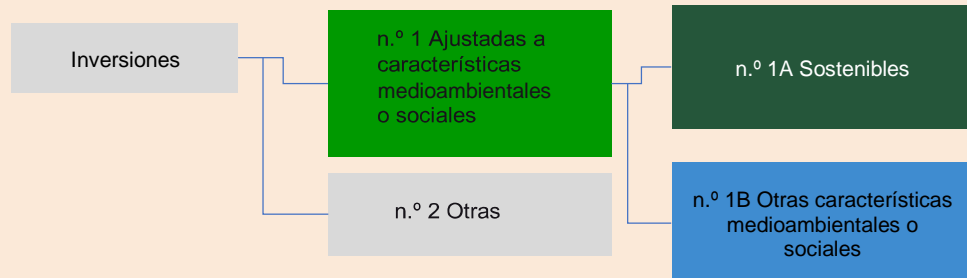 Inversiones
n.º 1 Ajustadas a
características
medioambientales
o sociales
n.º 2 Otras
n.º 1A Sostenibles
n.º 1B Otras características
medioambientales o
sociales